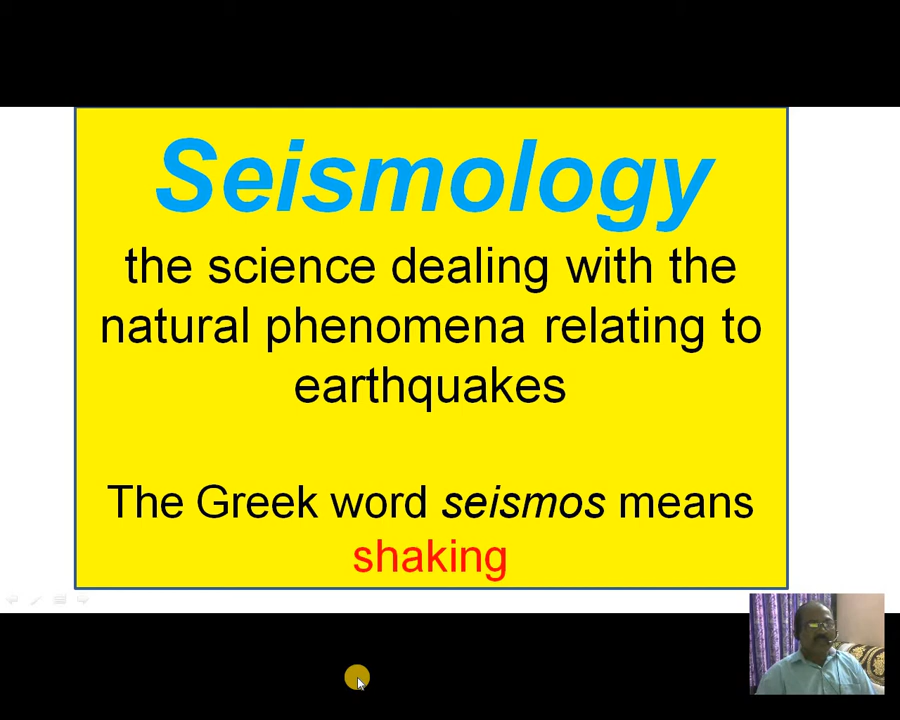 Seismology
the science dealing with the
natural phenomena relating to
earthquakes
The Greek word seismos means
shaking